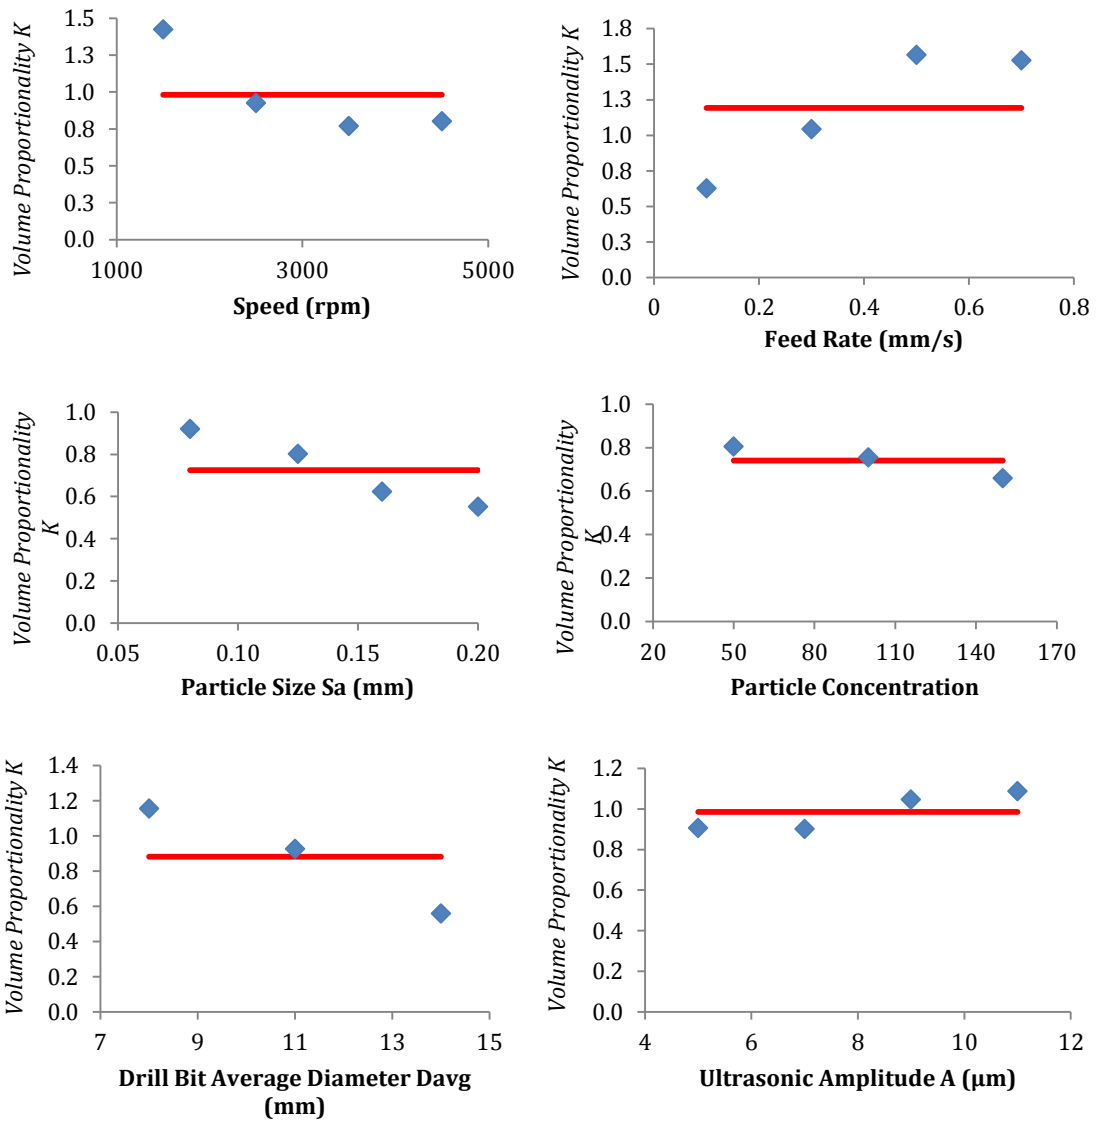 Volume Proportionality K
1.5
1.3
1.0
0.8
0.5
0.3
0.0
1000 3000 5000
Speed (rpm)
Volume Proportionality K
1.8
1.5
1.3
1.0
0.8
0.5
0.3
0.0
0 0.2 0.4 0.6 0.8
Feed Rate (mm/s)
Volume Proportionality
K
1.0
0.8
0.6
0.4
0.2
0.0
0.05 0.10 0.15 0.20
Particle Size Sa (mm)
Volume Proportionality
K
1.0
0.8
0.6
0.4
0.2
0.0
20 50 80 110 140 170
Particle Concentration
Volume Proportionality K
1.4
1.2
1.0
0.8
0.6
0.4
0.2
0.0
7 9 11 13 15
Drill Bit Average Diameter Davg
(mm)
Volume Proportionality K
1.2
1.0
0.8
0.6
0.4
0.2
0.0
4 6 8 10 12
Ultrasonic Amplitude A (μm)